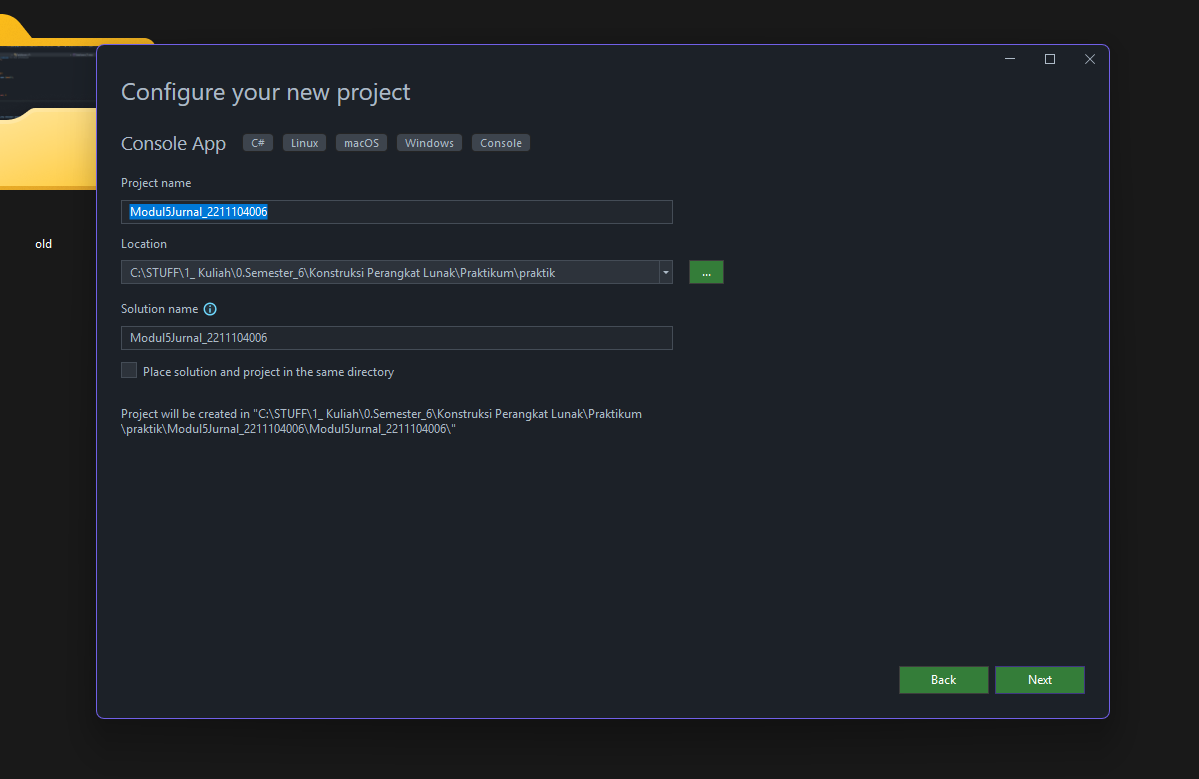 Configure your new project
Console App C# Linux macOS Windows Console
Project name
Modul5Jurnal_2211104006
Location
C:\STUFF\1_ Kuliah\0.Semester_6\Konstruksi Perangkat Lunak\Praktikum\praktik
...
Solution name
Modul5Jurnal_2211104006
Place solution and project in the same directory
Project will be created in "C:\STUFF\1_ Kuliah\0.Semester_6\Konstruksi Perangkat Lunak\Praktikum
\praktik\Modul5Jurnal_2211104006\Modul5Jurnal_2211104006\"
Back Next
old